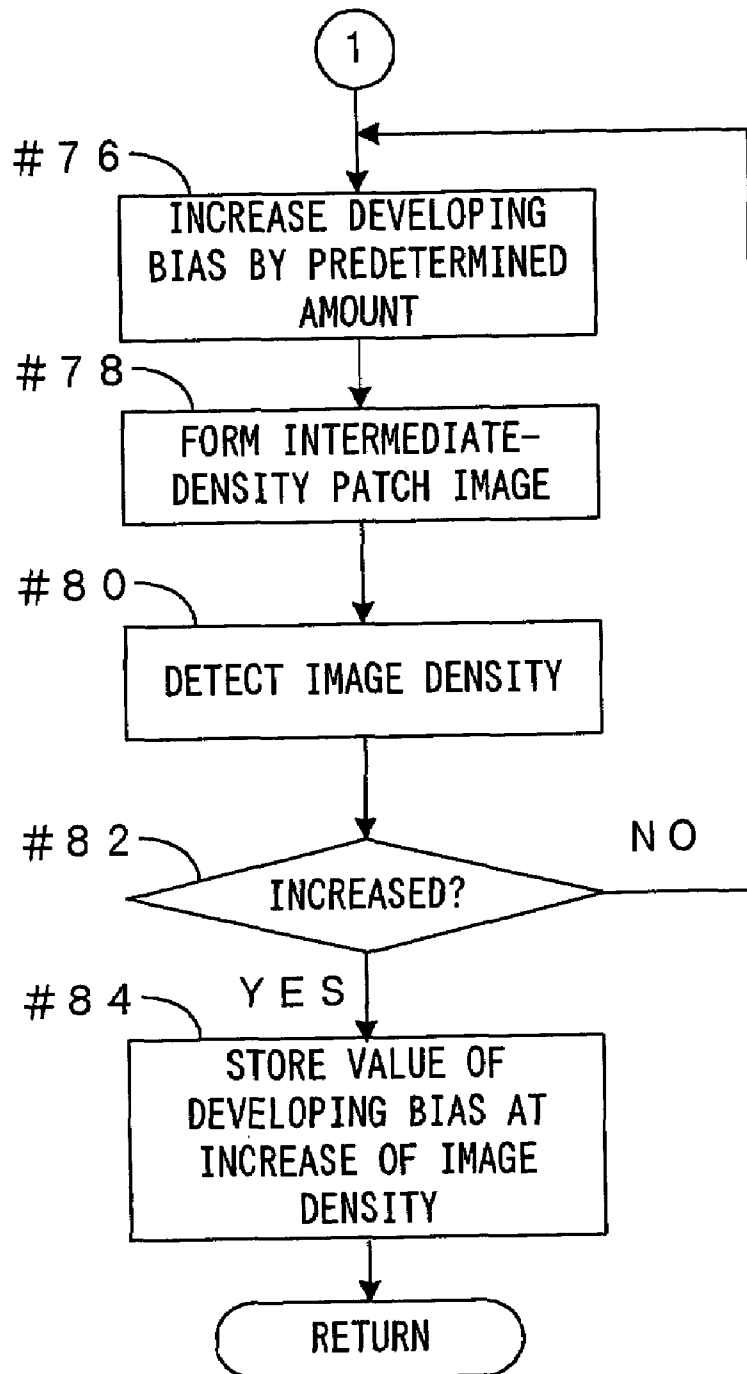 1
#76
INCREASE DEVELOPING
BIAS BY PREDETERMINED
AMOUNT
#78
FORM INTERMEDIATE-
DENSITY PATCH IMAGE
#80
DETECT IMAGE DENSITY
#82
NO
INCREASED?
YES
#84
STORE VALUE OF
DEVELOPING BIAS AT
INCREASE OF IMAGE
DENSITY
RETURN